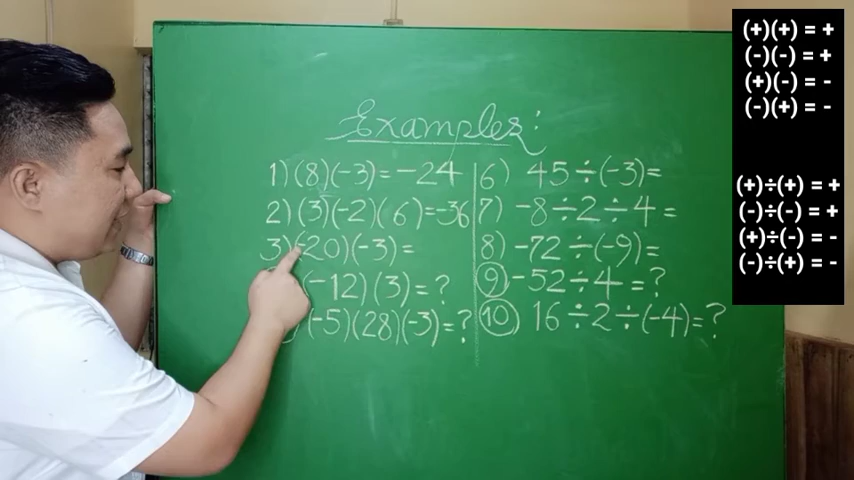 Examples:
1) (8)(-3)=-24
2) (3)(-2)(6)=-36
3) (-20)(-3)=
(-12)(3)=?
) (-5)(28)(-3)=?
6) 45÷(-3)=
7) -8÷2÷4=
8) -72÷(-9)=
9) -52÷4=?
10) 16÷2÷(-4)=?
(+)(+) = +
(-)(-) = +
(+)(-) = -
(-)(+) = -
(+)÷(+) = +
(-)÷(-) = +
(+)÷(-) = -
(-)÷(+) = -